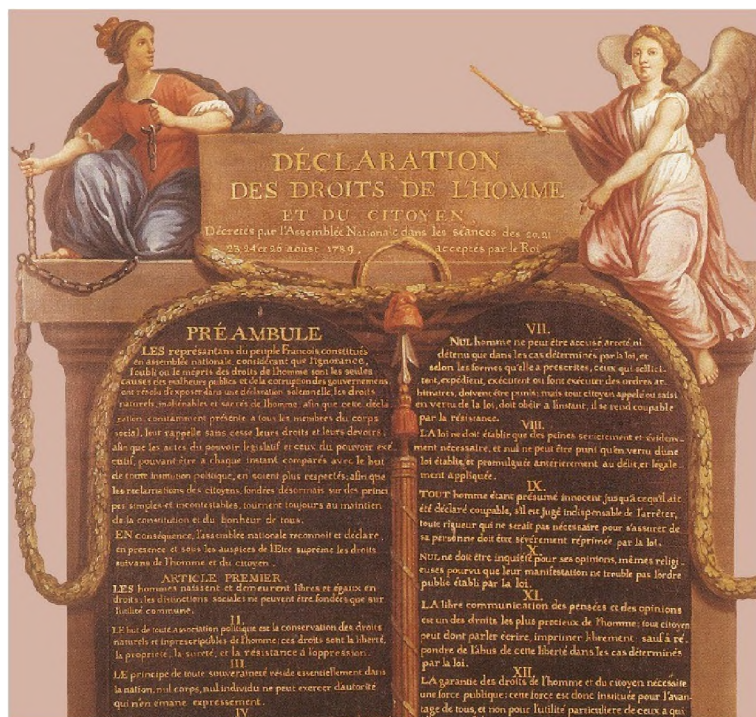 DÉCLARATION
DES DROITS DE L'HOMME
ET DU CITOYEN,
Décretés par l'Assemblée Nationale dans les séances des 20, 21
23, 24 et 26 aoúst 1789, acceptés par le Roi
PRÉAMBULE
LES représentans du peuple Francois, constitués
en assemblée nationale, considérant que l'ignorance,
l'oubli ou le mépris des droits de l'homme sont les seules
causes des malheurs publics et de la corruption des gouvernemens
ont résolu d'exposer dans une déclaration solemnelle, les droits
naturels, inaliénables et sacrés de l'homme: afin que cette décla
ration, constamment présente a tous les membres du corps
social, leur rappelle sans cesse leurs droits et leurs devoirs;
afin que les actes du pouvoir législatif et ceux du pouvoir exé
cutif, pouvant être a chaque instant comparés avec le but
de toute institution politique, en soient plus respectés; afin que
les reclamations des citoyens, fondées désormais sur des princi
pes simples et incontestables, tournent toujours au maintien
de la constitution et du bonheur de tous.
EN conséquence, l'assemblée nationale reconnoit et déclare,
en presence et sous les auspices de l'Etre suprême les droits
suivans de l'homme et du citoyen.
ARTICLE PREMIER.
LES hommes naissent et demeurent libres et égaux en
droits; les distinctions sociales ne peuvent être fondées que sur
l'utilité commune.
II.
LE but de toute association politique est la conservation des droits
naturels et inprescriptibles de l'homme; ces droits sont la liberté,
la propriété, la sureté, et la résistance à l'oppression.
III.
LE principe de toute souveraineté réside essentiellement dans
la nation, nul corps, nul individu ne peut exercer d'autorité
qui n'en émane expressement.
IV
VII.
NUL homme ne peut être accusé, arreté, ni
détenu que dans les cas déterminés par la loi, et
selon les formes qu'elle à prescrites, ceux qui sollici-
tent, expédient, exécutent ou font exécuter des ordres ar-
bitraires, doivent être punis; mais tout citoyen appelé ou saisi
en vertu de la loi, doit obéir a l'instant, il se rend coupable
par la résistance.
VIII.
LA loi ne doit établir que des peines strictement et évidem-
ment nécessaire, et nul ne peut être puni qu'en vertu d'une
loi établie et promulguée antérierement au délit, et légale-
ment appliquée.
IX.
TOUT homme étant présumé innocent jusqu'à ce qu'il ait
été déclaré coupable, s'il est jugé indispensable de l'arrêter,
toute rigueur qui ne serait pas nécessaire pour s'assurer de
sa personne doit être sévèrement réprimée par la loi.
X.
NUL ne doit être inquiété pour ses opinions, mêmes religi
euses pourvu que leur manifestation ne trouble pas l'ordre
public établi par la loi.
XI.
LA libre communication des pensées et des opinions
est un des droits les plus precieux de l'homme; tout citoyen
peut donc parler écrire, imprimer librement sauf à ré-
pondre de l'abus de cette liberté dans les cas déterminés
par la loi.
XII.
LA garantie des droits de l'homme et du citoyen nécessite
une force publique; cette force est donc instituée pour l'avan-
tage de tous, et non pour l'utilité particulière de ceux a qui